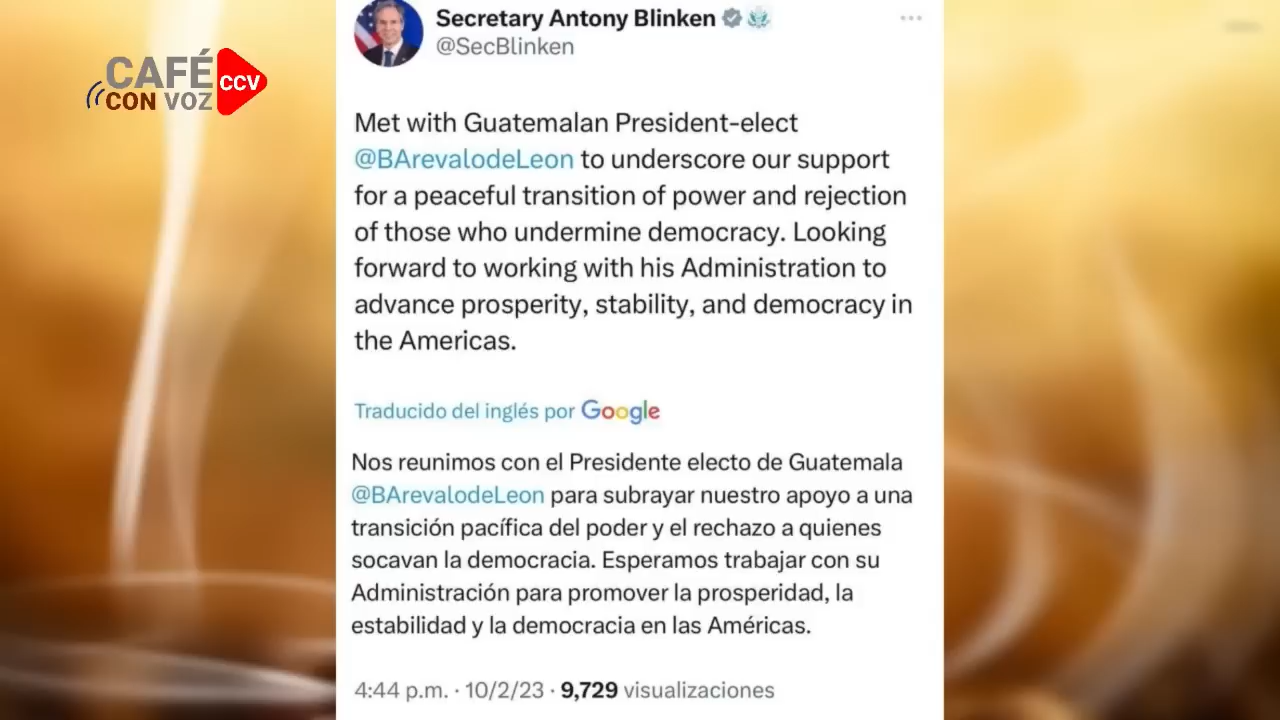 CAFÉ
CON VOZ
CCV
Secretary Antony Blinken
@SecBlinken
Met with Guatemalan President-elect
@BArevalodeLeon to underscore our support
for a peaceful transition of power and rejection
of those who undermine democracy. Looking
forward to working with his Administration to
advance prosperity, stability, and democracy in
the Americas.
Traducido del inglés por Google
Nos reunimos con el Presidente electo de Guatemala
@BArevalodeLeon para subrayar nuestro apoyo a una
transición pacífica del poder y el rechazo a quienes
socavan la democracia. Esperamos trabajar con su
Administración para promover la prosperidad, la
estabilidad y la democracia en las Américas.
4:44 p.m. · 10/2/23 · 9,729 visualizaciones